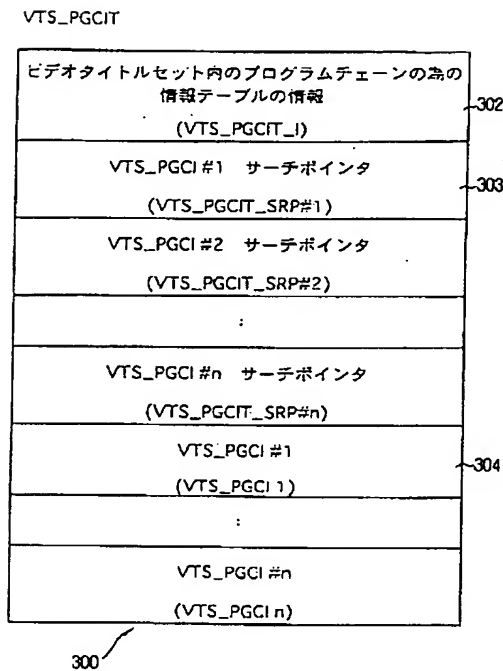 VTS_PGCIT
ビデオタイトルセット内のプログラムチェーンの為の
情報テーブルの情報
(VTS_PGCIT_I)
302
VTS_PGCI #1 サーチポインタ
(VTS_PGCIT_SRP#1)
303
VTS_PGCI #2 サーチポインタ
(VTS_PGCIT_SRP#2)
:
VTS_PGCI #n サーチポインタ
(VTS_PGCIT_SRP#n)
VTS_PGCI #1
(VTS_PGCI 1)
304
:
VTS_PGCI #n
(VTS_PGCI n)
300